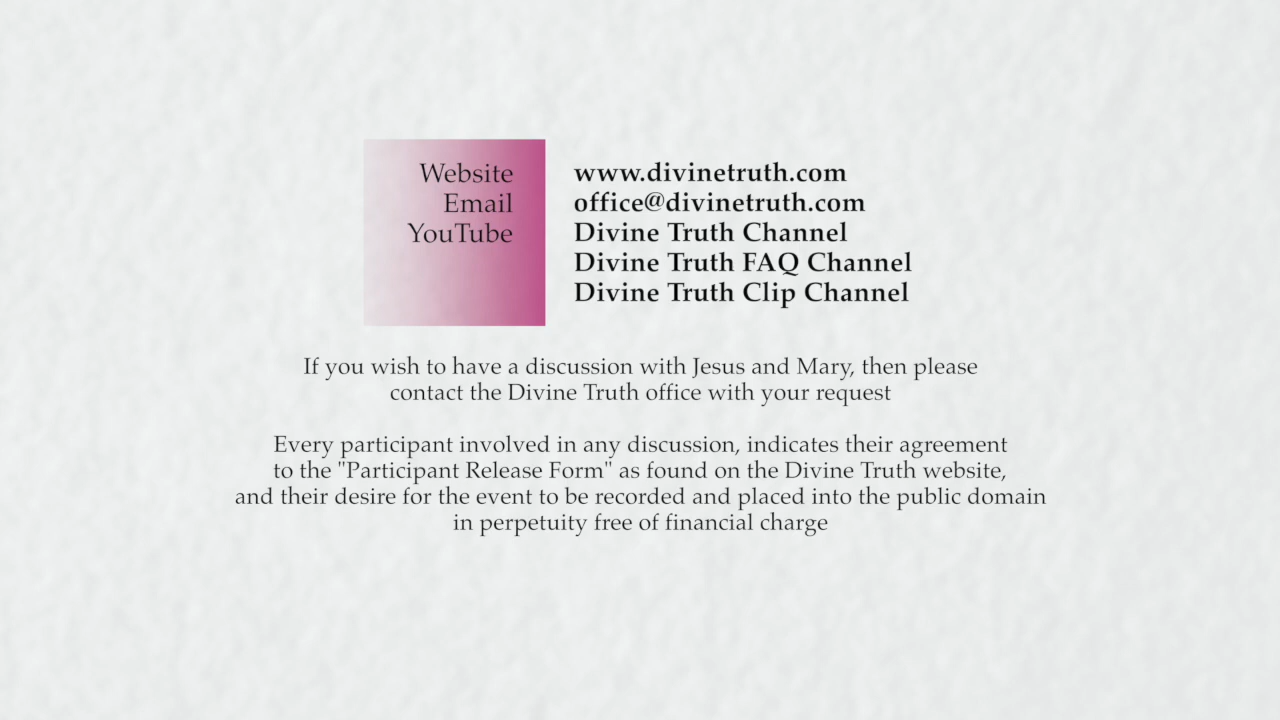 Website www.divinetruth.com
Email office@divinetruth.com
YouTube Divine Truth Channel
Divine Truth FAQ Channel
Divine Truth Clip Channel
If you wish to have a discussion with Jesus and Mary, then please
contact the Divine Truth office with your request
Every participant involved in any discussion, indicates their agreement
to the "Participant Release Form" as found on the Divine Truth website,
and their desire for the event to be recorded and placed into the public domain
in perpetuity free of financial charge